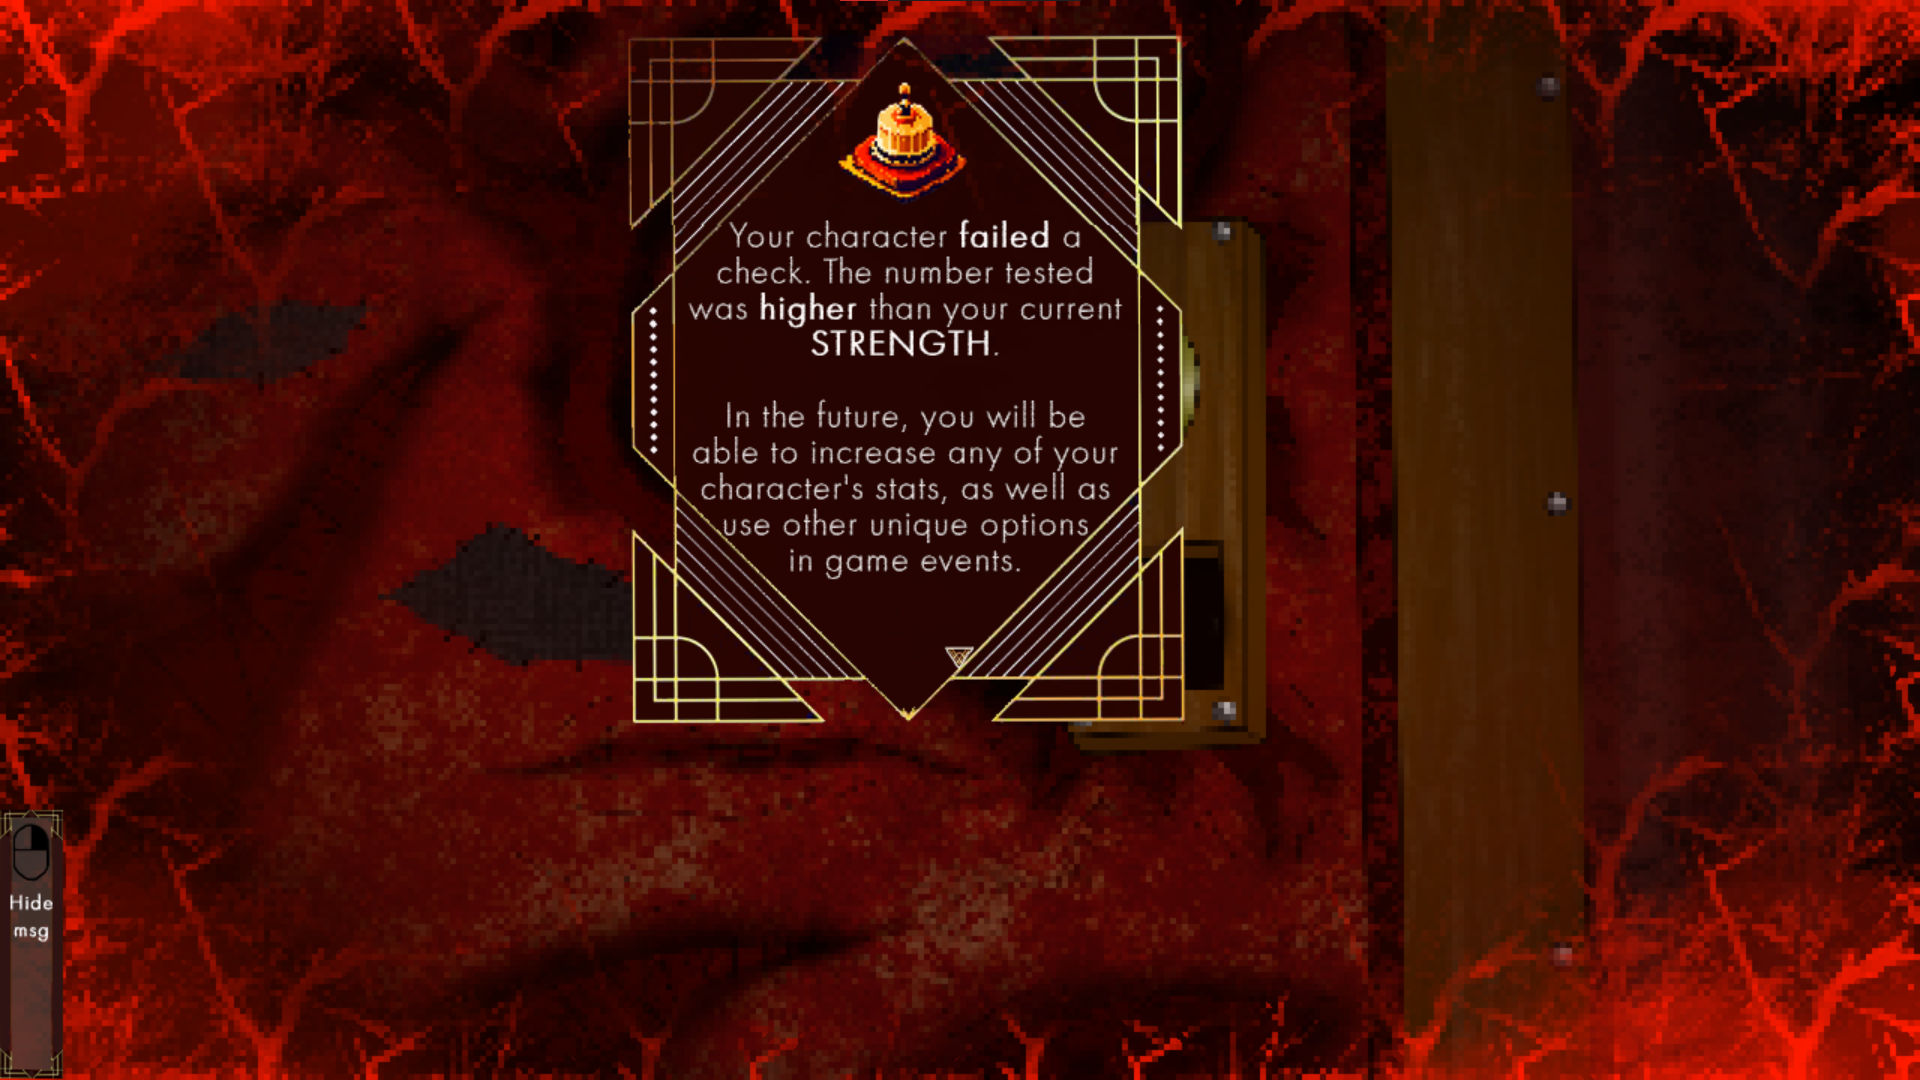 Your character failed a
check. The number tested
was higher than your current
STRENGTH.
In the future, you will be
able to increase any of your
character's stats, as well as
use other unique options
in game events.
Hide
msg